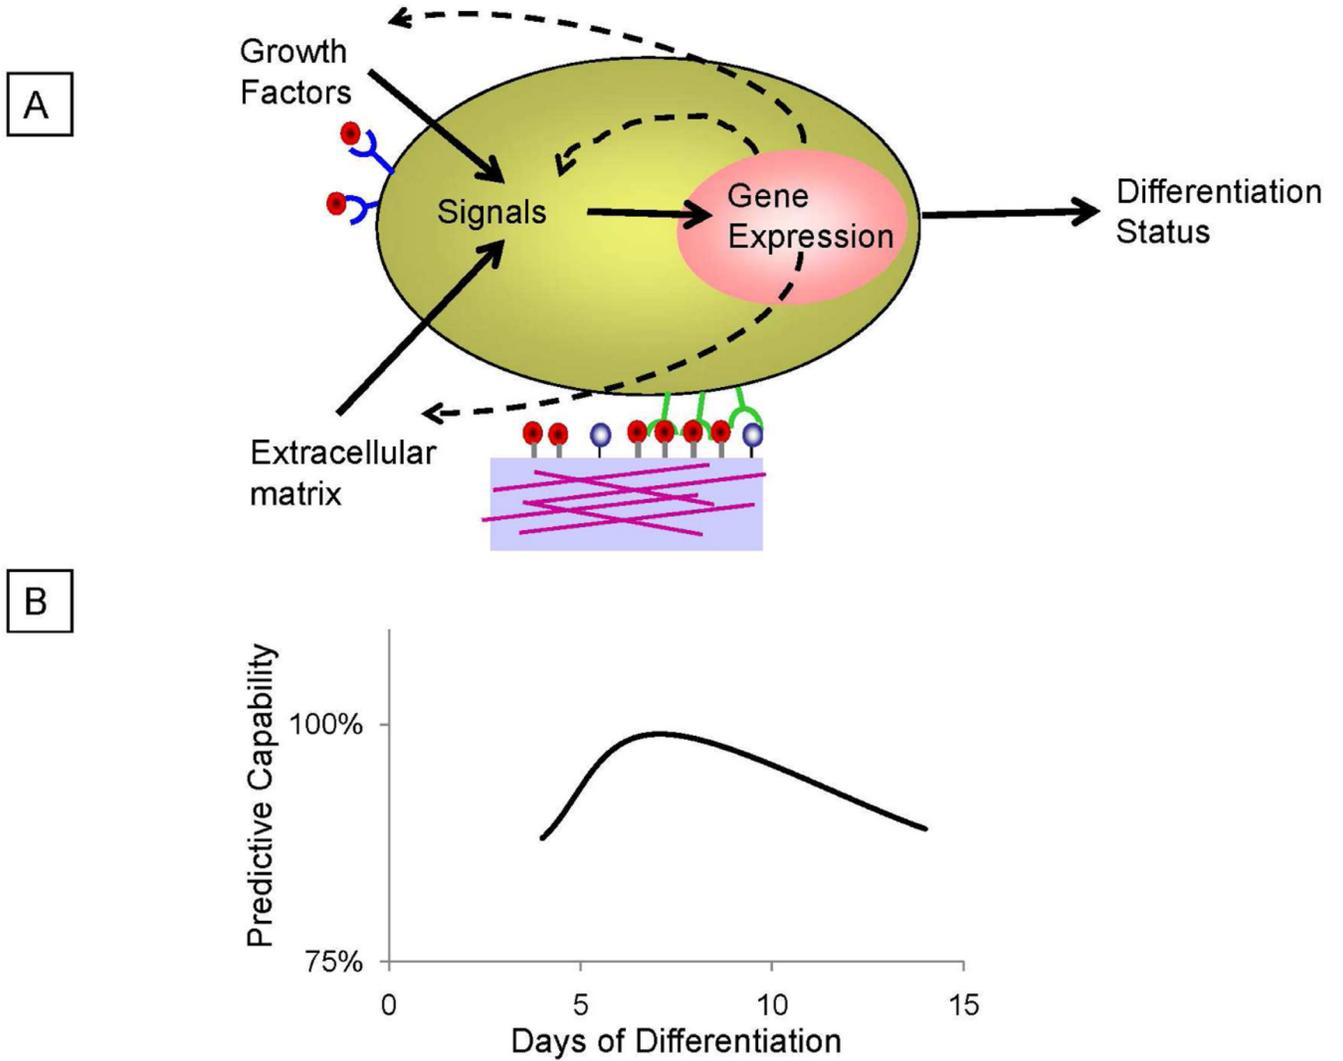 A
Growth
Factors
Signals
Gene
Expression
Differentiation
Status
Extracellular
matrix
B
Predictive Capability
100%
75%
0 5 10 15
Days of Differentiation